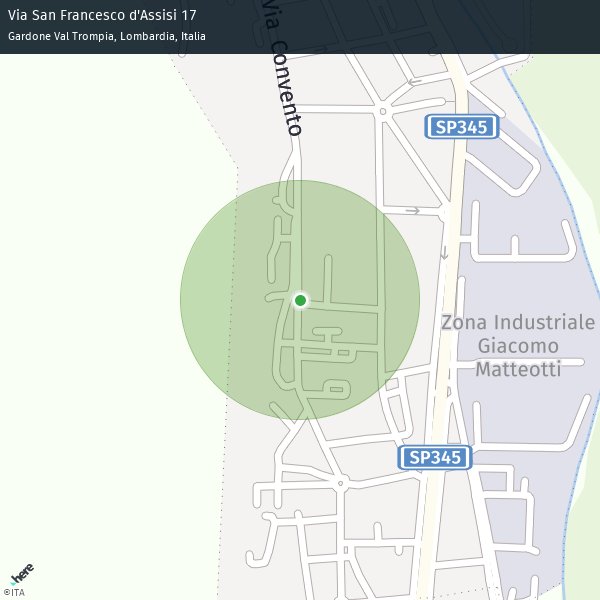 Via San Francesco d'Assisi 17
Gardone Val Trompia, Lombardia, Italia
Via Convento
SP345
Zona Industriale
Giacomo
Matteotti
SP345
here
©ITA